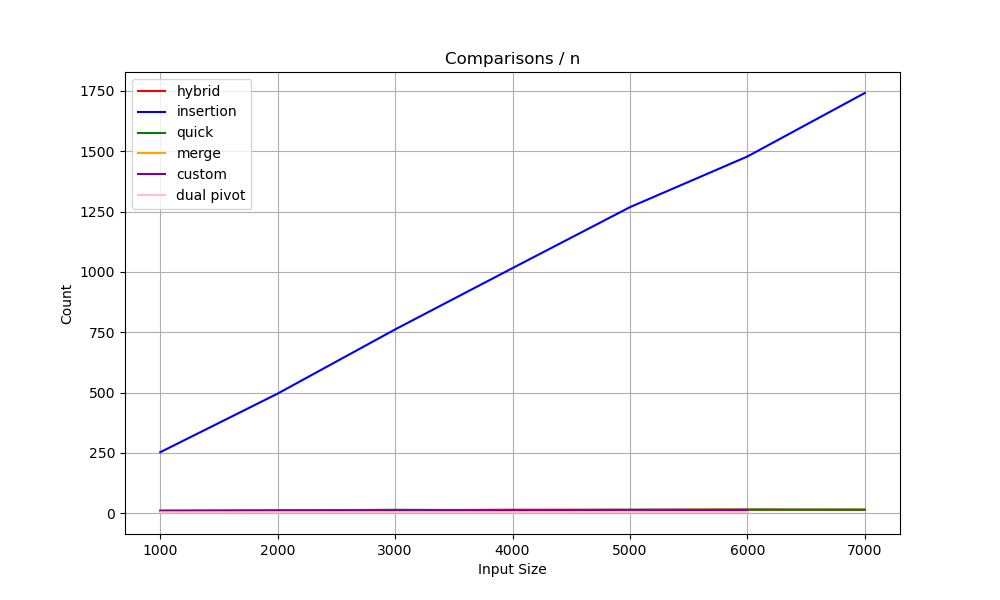 Comparisons / n
hybrid
insertion
quick
merge
custom
dual pivot
Count
1750
1500
1250
1000
750
500
250
0
1000 2000 3000 4000 5000 6000 7000
Input Size